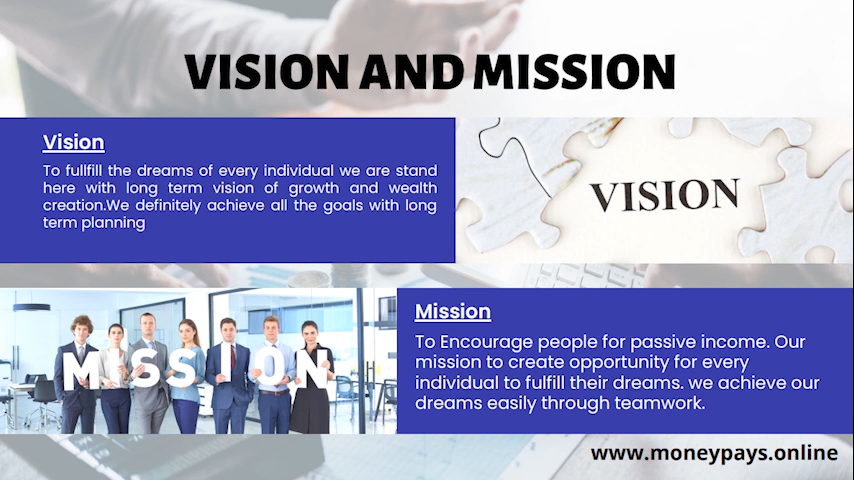 VISION AND MISSION
Vision
To fullfill the dreams of every individual we are stand
here with long term vision of growth and wealth
creation.We definitely achieve all the goals with long
term planning
VISION
MISSION
Mission
To Encourage people for passive income. Our
mission to create opportunity for every
individual to fulfill their dreams. we achieve our
dreams easily through teamwork.
www.moneypays.online